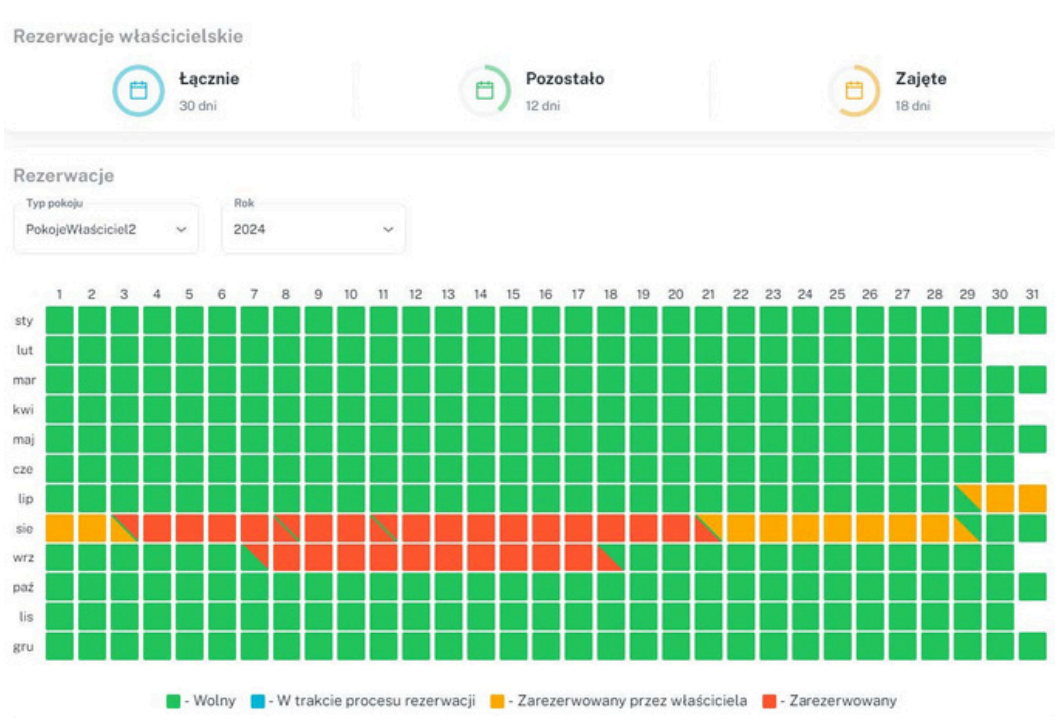 Rezerwacje właścicielskie
Łącznie
30 dni
Pozostało
12 dni
Zajęte
18 dni
Rezerwacje
Typ pokoju
PokojeWłaściciel2
Rok
2024
1 2 3 4 5 6 7 8 9 10 11 12 13 14 15 16 17 18 19 20 21 22 23 24 25 26 27 28 29 30 31
sty
lut
mar
kwi
maj
cze
lip
sie
wrz
paź
lis
gru
- Wolny - W trakcie procesu rezerwacji - Zarezerwowany przez właściciela - Zarezerwowany